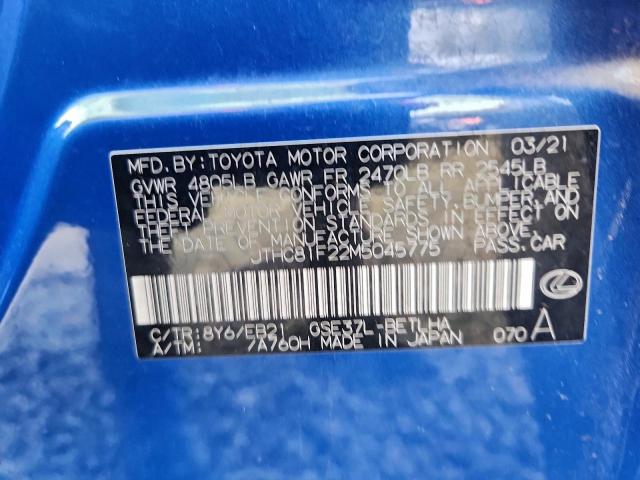 MFD. BY: TOYOTA MOTOR CORPORATION 03/21
GVWR 4805LB GAWR FR 2470LB RR 2545LB
THIS VEHICLE CONFORMS TO ALL APPLICABLE
FEDERAL MOTOR VEHICLE SAFETY, BUMPER, AND
THEFT PREVENTION STANDARDS IN EFFECT ON
THE DATE OF MANUFACTURE SHOWN ABOVE.
JTHC81F22M5045775 PASS. CAR
C/TR: 8Y6/EB21 GSE37L-BETLHA
A/TM: /A760H MADE IN JAPAN 070 A